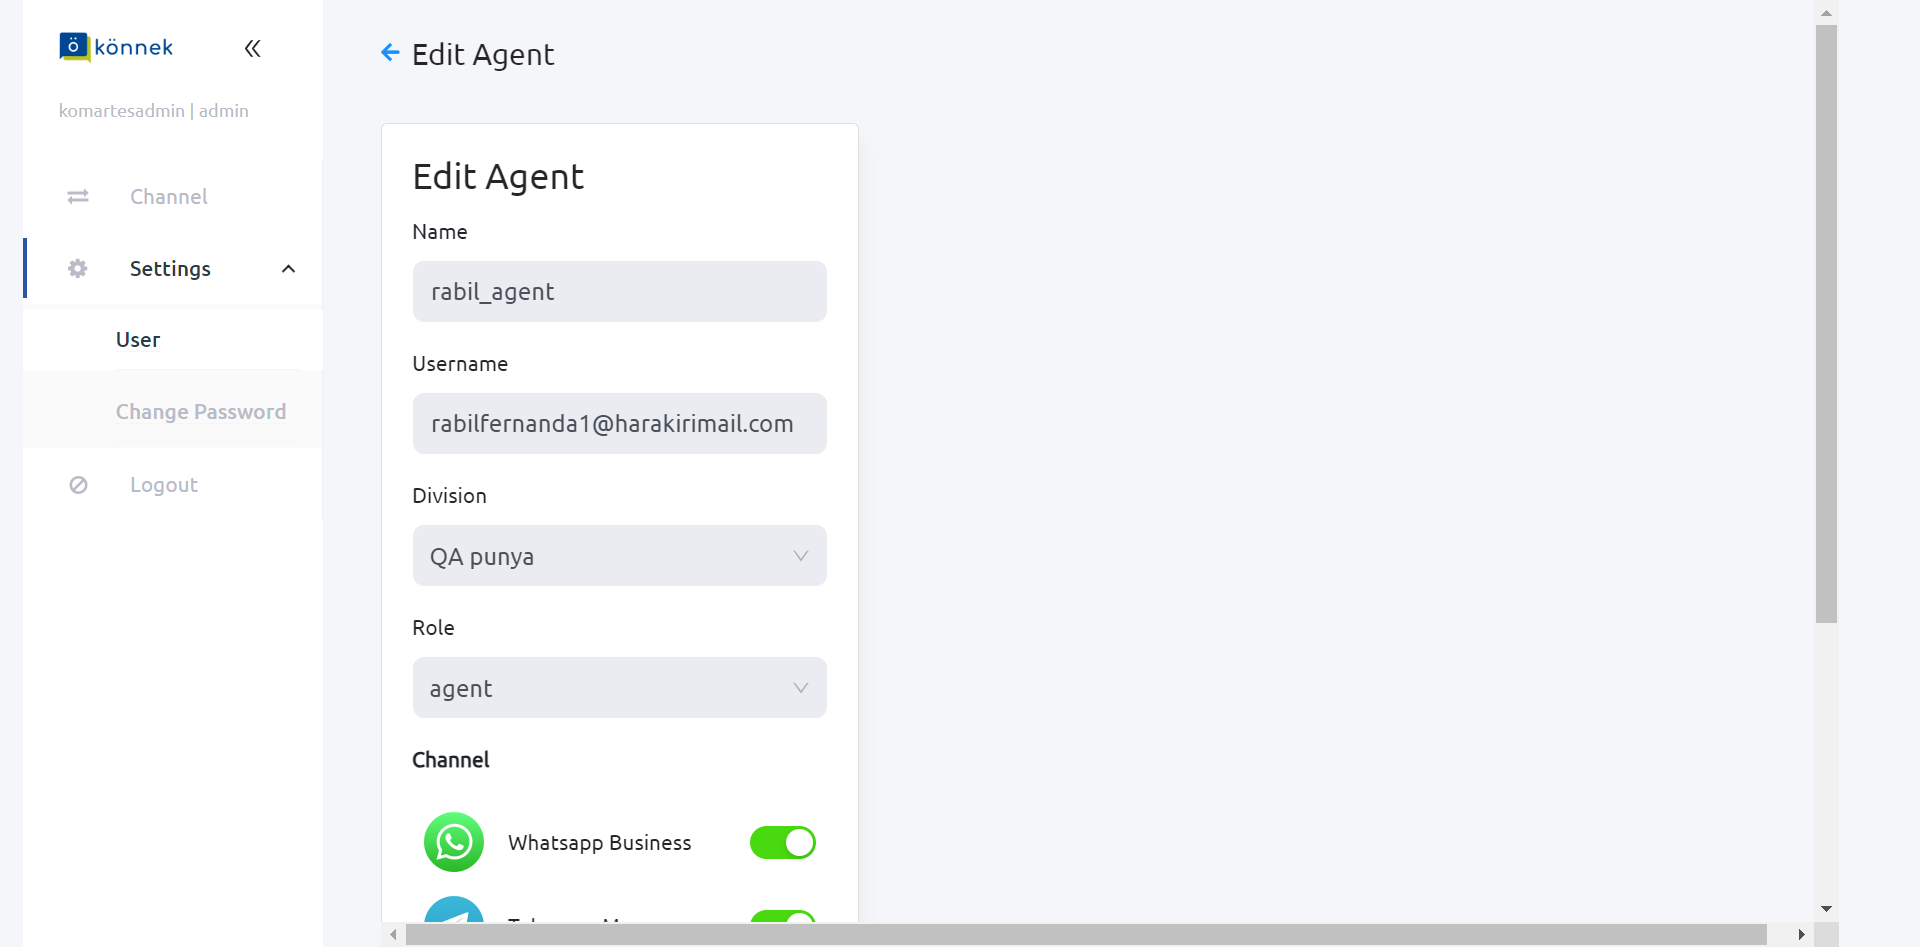 ö könnek
komartesadmin | admin
Channel
Settings
User
Change Password
Logout
Edit Agent
Edit Agent
Name
rabil_agent
Username
rabilfernanda1@harakirimail.com
Division
QA punya
Role
agent
Channel
Whatsapp Business